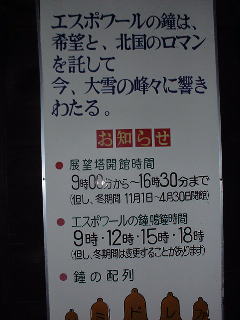 エスポワールの鐘は、
希望と、北国のロマン
を託して
今、大雪の峰々に響き
わたる。
お知らせ
● 展望塔開館時間
9時00分から~16時30分まで
(但し、冬期間 11月1日~4月30日閉館)
● エスポワールの鐘鳴鐘時間
9時・12時・15時・18時
(但し、冬期間は変更することがあります)
● 鐘の配列
ミ ド レ